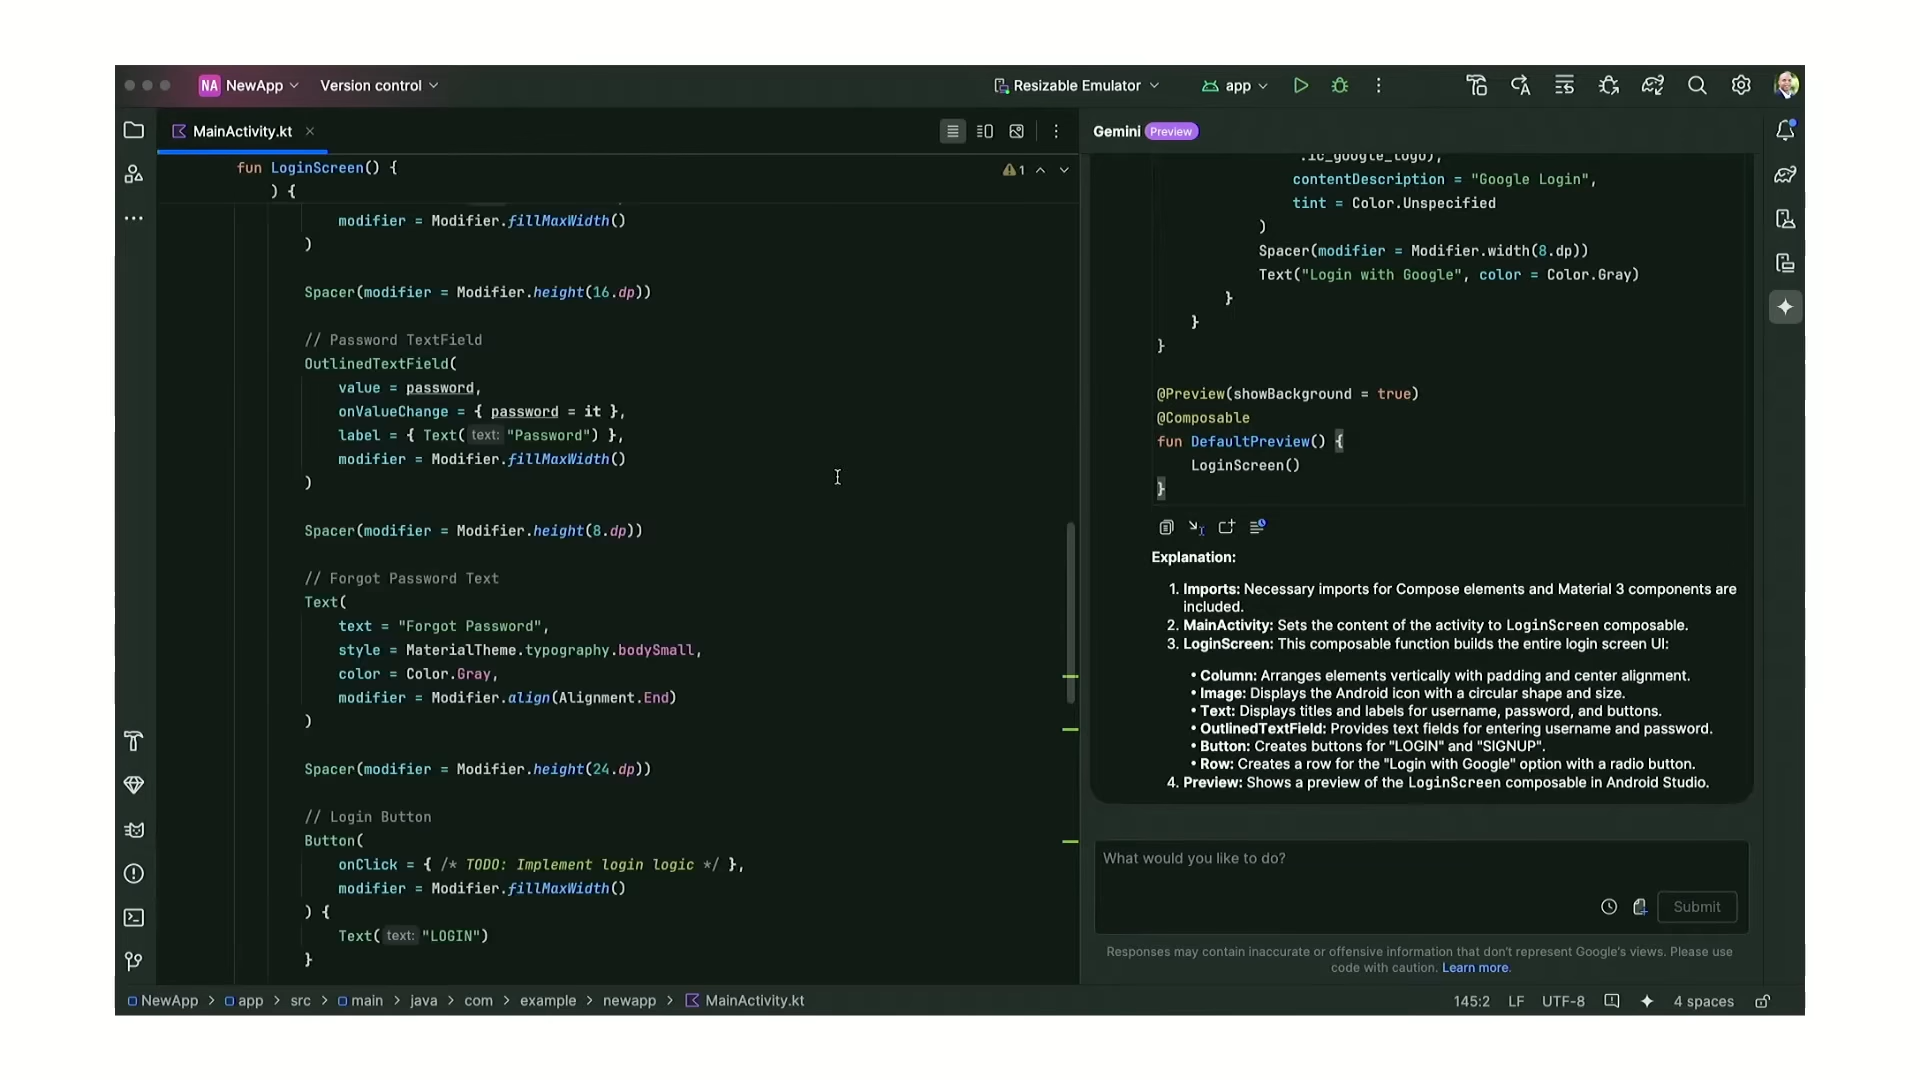 NA NewApp Version control Resizable Emulator app
MainActivity.kt
fun LoginScreen() {
) {
1
modifier = Modifier.fillMaxWidth()
)
Spacer(modifier = Modifier.height(16.dp))
// Password TextField
OutlinedTextField(
value = password,
onValueChange = { password = it },
label = { Text( text: "Password") },
modifier = Modifier.fillMaxWidth()
)
Spacer(modifier = Modifier.height(8.dp))
// Forgot Password Text
Text(
text = "Forgot Password",
style = MaterialTheme.typography.bodySmall,
color = Color.Gray,
modifier = Modifier.align(Alignment.End)
)
Spacer(modifier = Modifier.height(24.dp))
// Login Button
Button(
onClick = { /* TODO: Implement login logic */ },
modifier = Modifier.fillMaxWidth()
) {
Text( text: "LOGIN")
}
Gemini Preview
.ic_google_logo),
contentDescription = "Google Login",
tint = Color.Unspecified
)
Spacer(modifier = Modifier.width(8.dp))
Text("Login with Google", color = Color.Gray)
}
}
}
@Preview(showBackground = true)
@Composable
fun DefaultPreview() {
LoginScreen()
}
Explanation:
1. Imports: Necessary imports for Compose elements and Material 3 components are
included.
2. MainActivity: Sets the content of the activity to LoginScreen composable.
3. LoginScreen: This composable function builds the entire login screen UI:
• Column: Arranges elements vertically with padding and center alignment.
• Image: Displays the Android icon with a circular shape and size.
• Text: Displays titles and labels for username, password, and buttons.
• OutlinedTextField: Provides text fields for entering username and password.
• Button: Creates buttons for "LOGIN" and "SIGNUP".
• Row: Creates a row for the "Login with Google" option with a radio button.
4. Preview: Shows a preview of the LoginScreen composable in Android Studio.
What would you like to do?
Submit
Responses may contain inaccurate or offensive information that don't represent Google's views. Please use
code with caution. Learn more.
NewApp > app > src > main > java > com > example > newapp > MainActivity.kt
145:2 LF UTF-8 4 spaces